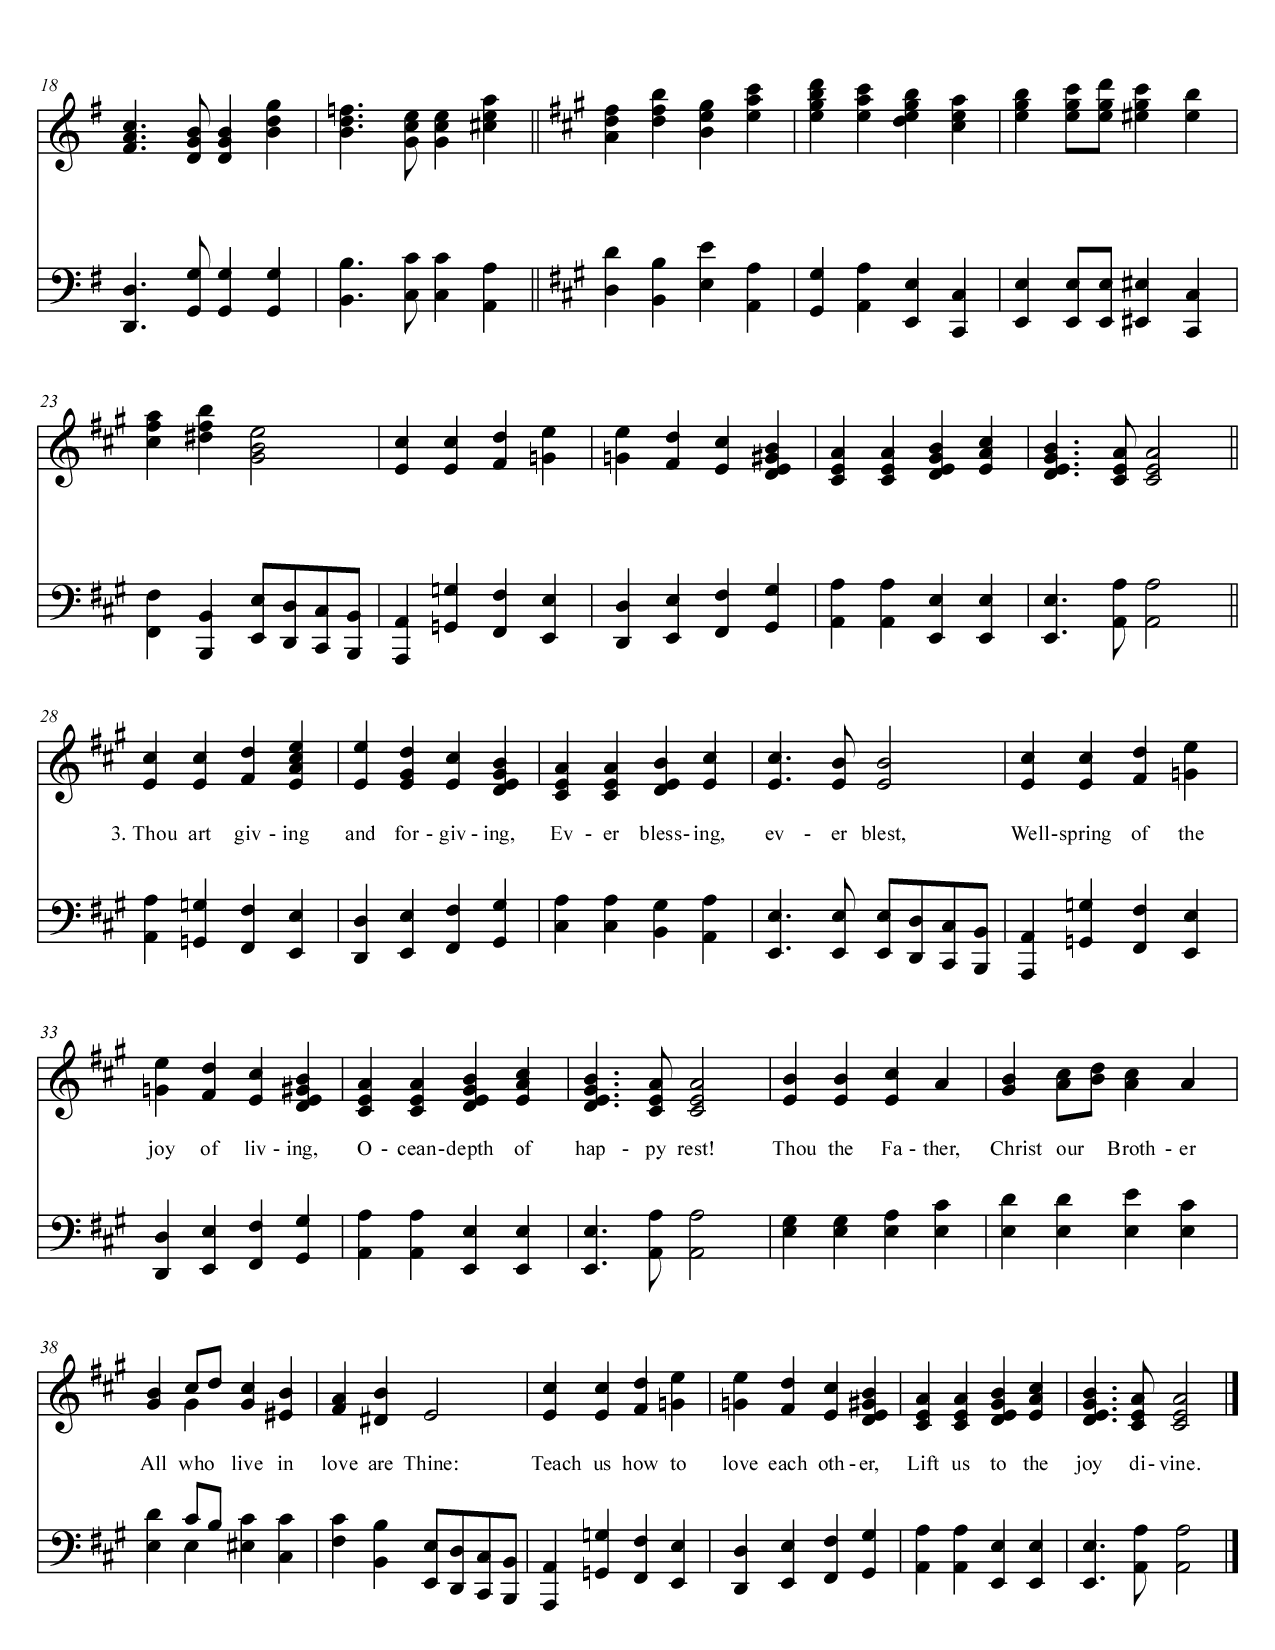 18
23
28
3. Thou art giv - ing and for - giv - ing, Ev - er bless - ing, ev - er blest, Well - spring of the
33
joy of liv - ing, O - cean - depth of hap - py rest! Thou the Fa - ther, Christ our Broth - er
38
All who live in love are Thine: Teach us how to love each oth - er, Lift us to the joy di - vine.